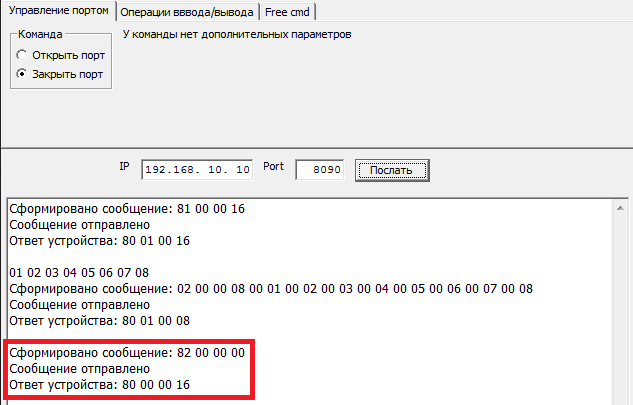 Управление портом Операции вввода/вывода Free cmd
Команда У команды нет дополнительных параметров
Открыть порт
Закрыть порт
IP 192.168. 10. 10 Port 8090 Послать
Сформировано сообщение: 81 00 00 16
Сообщение отправлено
Ответ устройства: 80 01 00 16
01 02 03 04 05 06 07 08
Сформировано сообщение: 02 00 00 08 00 01 00 02 00 03 00 04 00 05 00 06 00 07 00 08
Сообщение отправлено
Ответ устройства: 80 01 00 08
Сформировано сообщение: 82 00 00 00
Сообщение отправлено
Ответ устройства: 80 00 00 16